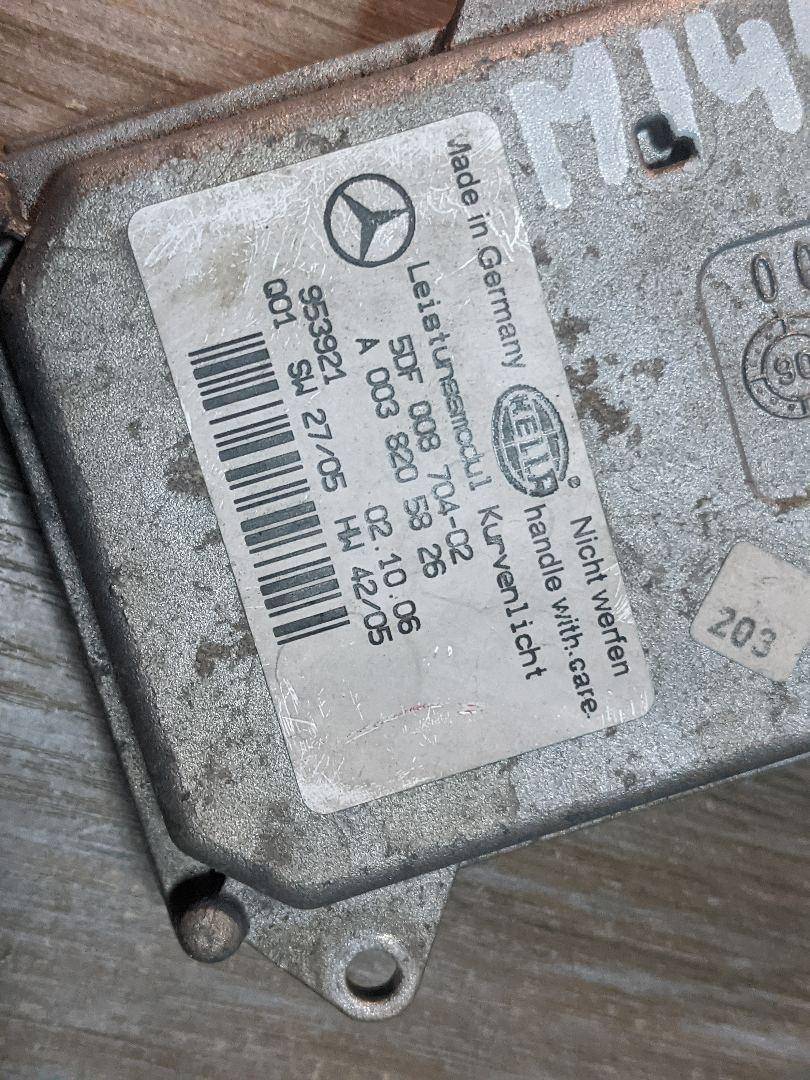 Made in Germany
HELLA ®
Nicht werfen
handle with care
Leistungsmodul Kurvenlicht
5DF 008 704-02
A 003 820 58 26
02.10.06
953921
Q01
SW 27/05
HW 42/05
203